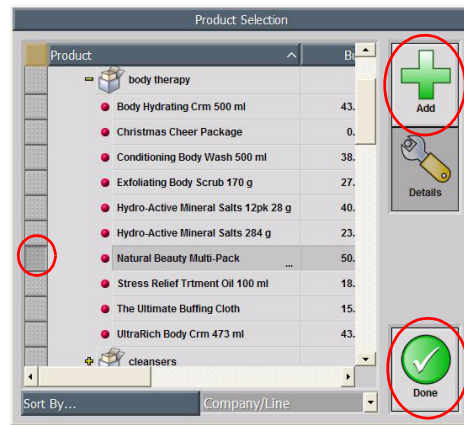 Product Selection
Product Bu
body therapy
Body Hydrating Crm 500 ml 43.
Christmas Cheer Package 0.
Conditioning Body Wash 500 ml 38.
Exfoliating Body Scrub 170 g 27.
Hydro-Active Mineral Salts 12pk 28 g 40.
Hydro-Active Mineral Salts 284 g 23.
Natural Beauty Multi-Pack ... 50.
Stress Relief Trtment Oil 100 ml 18.
The Ultimate Buffing Cloth 15.
UltraRich Body Crm 473 ml 43.
cleansers
Sort By... Company/Line
Add
Details
Done